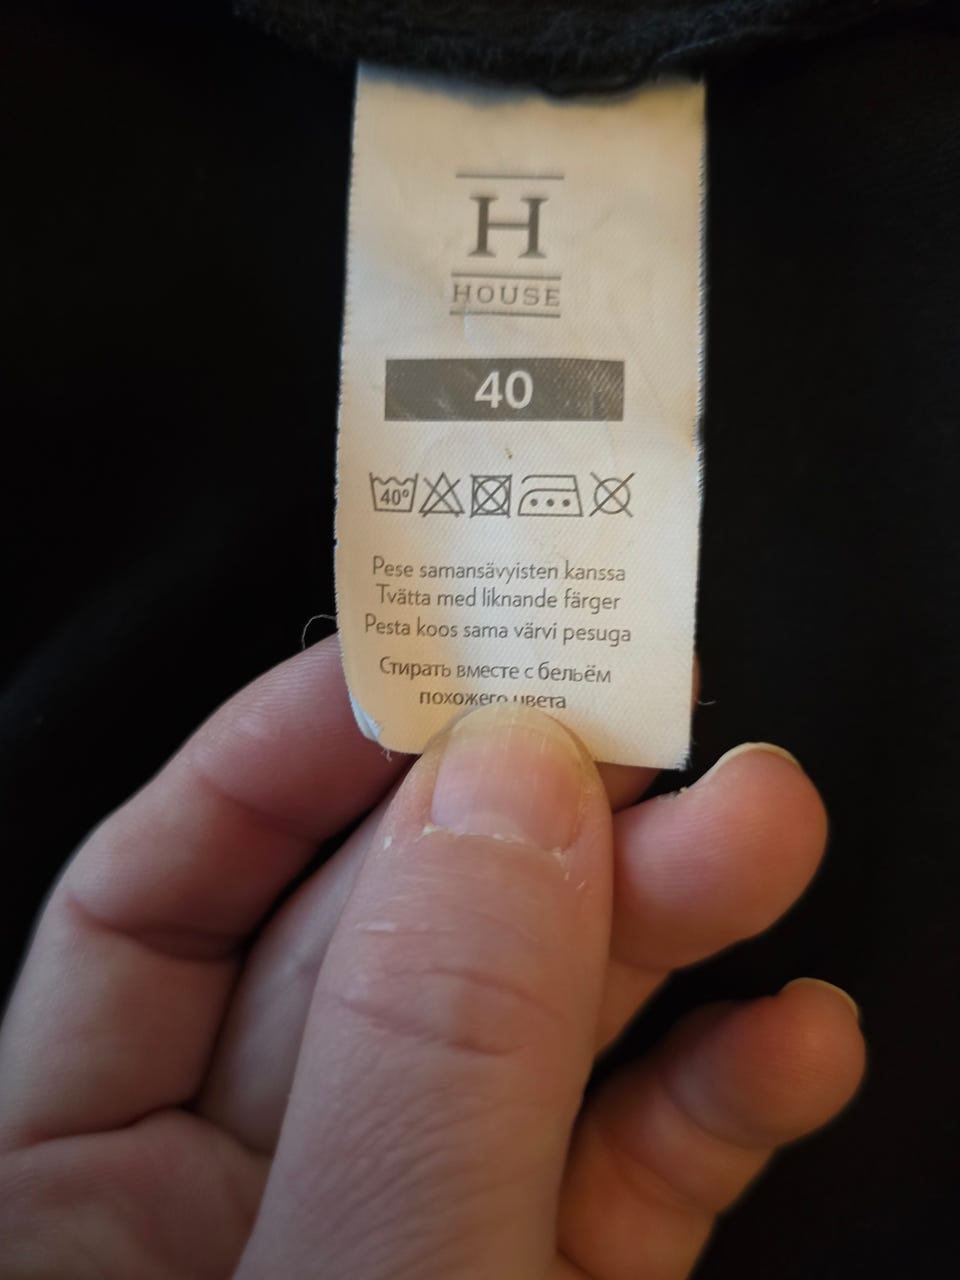 H
HOUSE
40
40°
Pese samansävyisten kanssa
Tvätta med liknande färger
Pesta koos sama värvi pesuga
Стирать вместе с бельём
похожего цвета